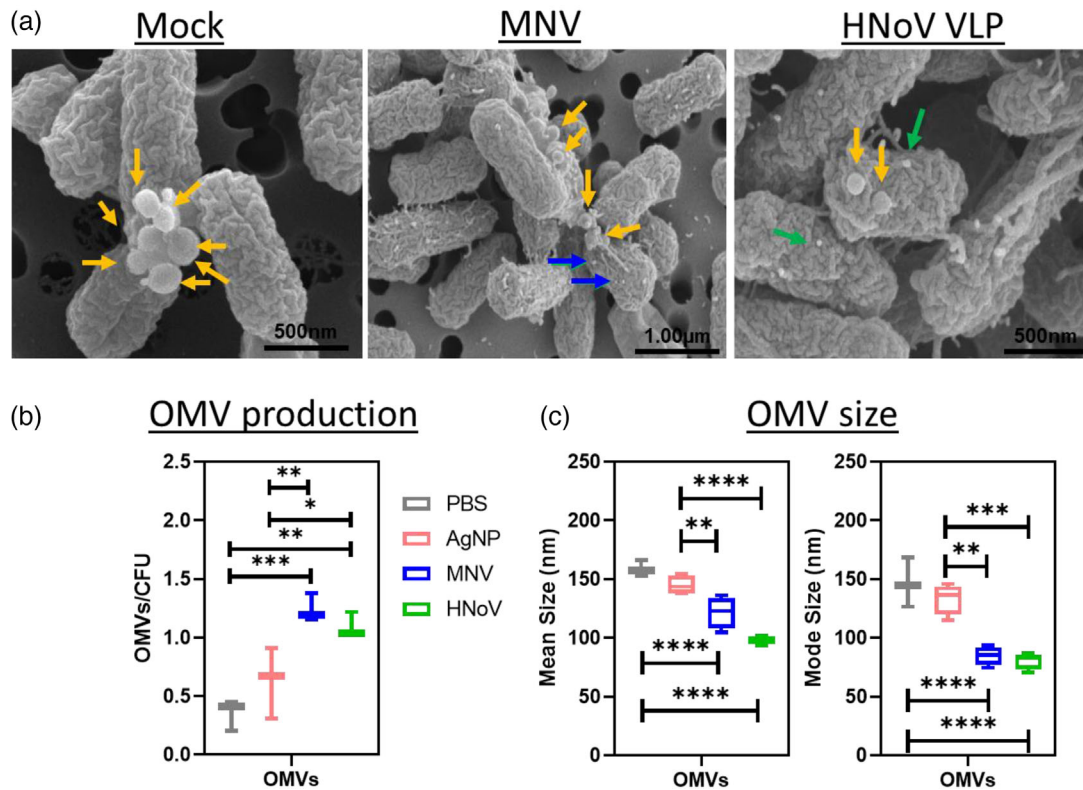 (a)
Mock
MNV
HNoV VLP
500nm
1.00µm
500nm
(b)
OMV production
2.5
2.0
1.5
1.0
0.5
0.0
OMVs/CFU
**
*
**
***
OMVs
PBS
AgNP
MNV
HNoV
(c)
OMV size
250
200
150
100
50
0
Mean Size (nm)
****
**
****
****
OMVs
250
200
150
100
50
0
Mode Size (nm)
***
**
****
****
OMVs